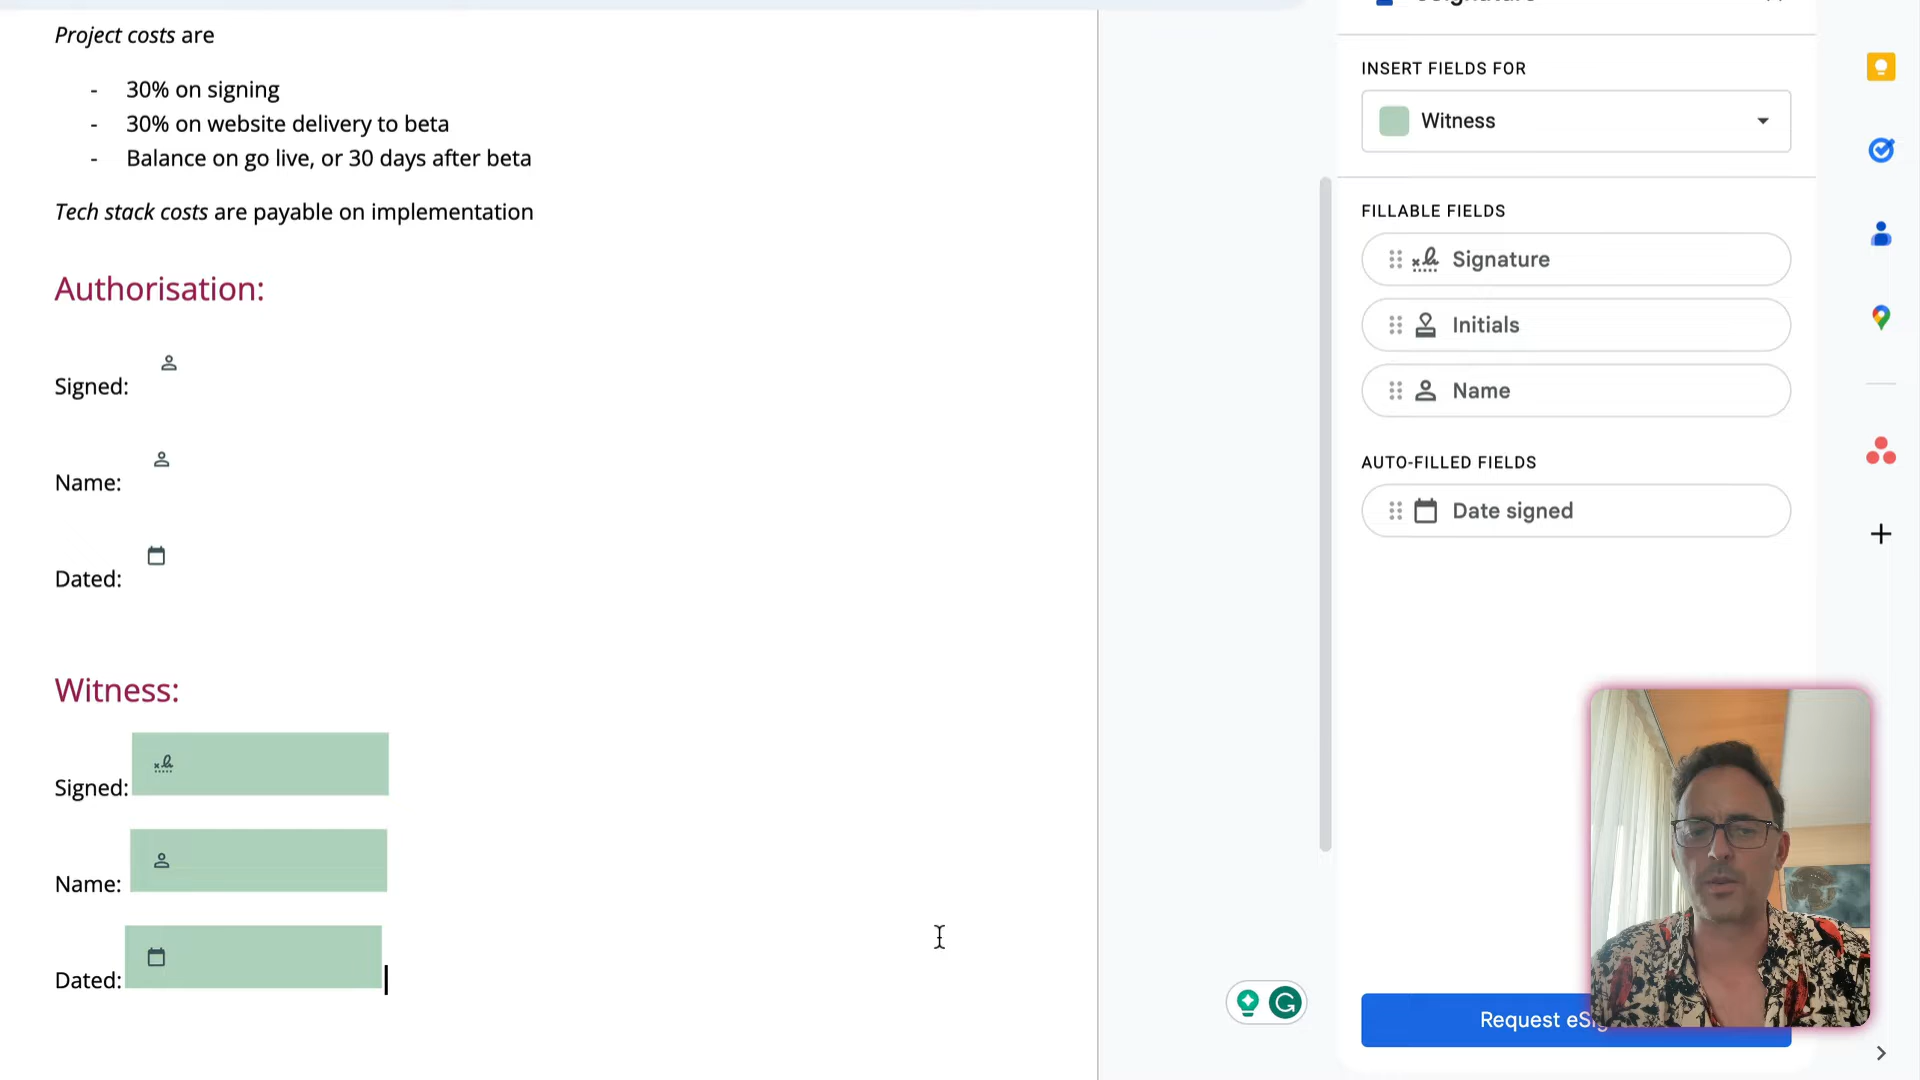 Project costs are
- 30% on signing
- 30% on website delivery to beta
- Balance on go live, or 30 days after beta
Tech stack costs are payable on implementation
Authorisation:
Signed:
Name:
Dated:
Witness:
Signed:
Name:
Dated:
INSERT FIELDS FOR
Witness
FILLABLE FIELDS
Signature
Initials
Name
AUTO-FILLED FIELDS
Date signed
Request